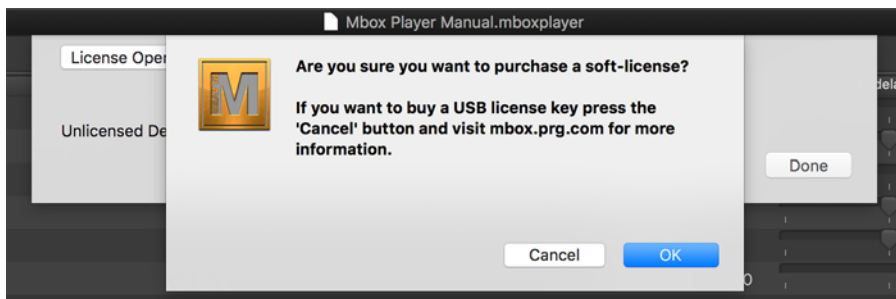 Mbox Player Manual.mboxplayer
License Oper
Are you sure you want to purchase a soft-license?
If you want to buy a USB license key press the
'Cancel' button and visit mbox.prg.com for more
information.
Unlicensed De
Done
Cancel
OK